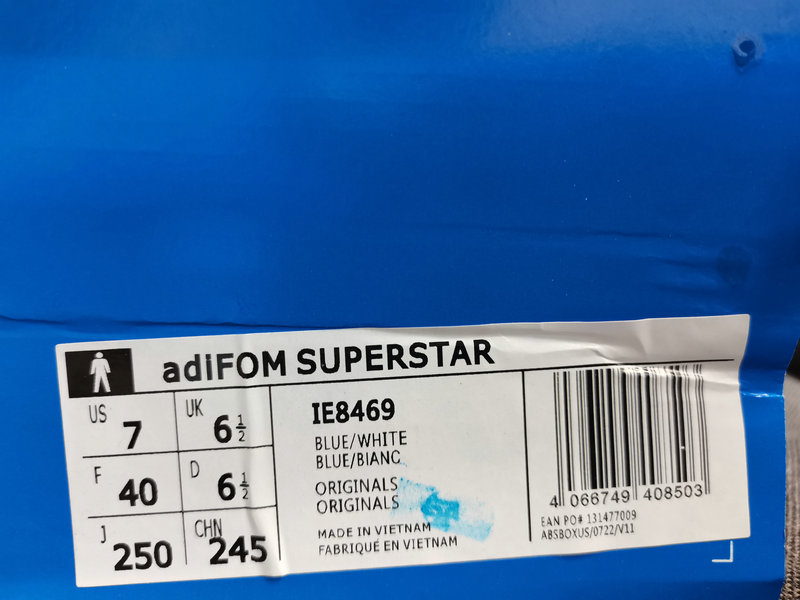 adiFOM SUPERSTAR
US 7 UK 6 1/2
F 40 D 6 1/2
J 250 CHN 245
IE8469
BLUE/WHITE
BLUE/BIANC
ORIGINALS
ORIGINALS
MADE IN VIETNAM
FABRIQUÉ EN VIETNAM
4 066749 408503
EAN PO# 131477009
ABSBOXUS/0722/V11